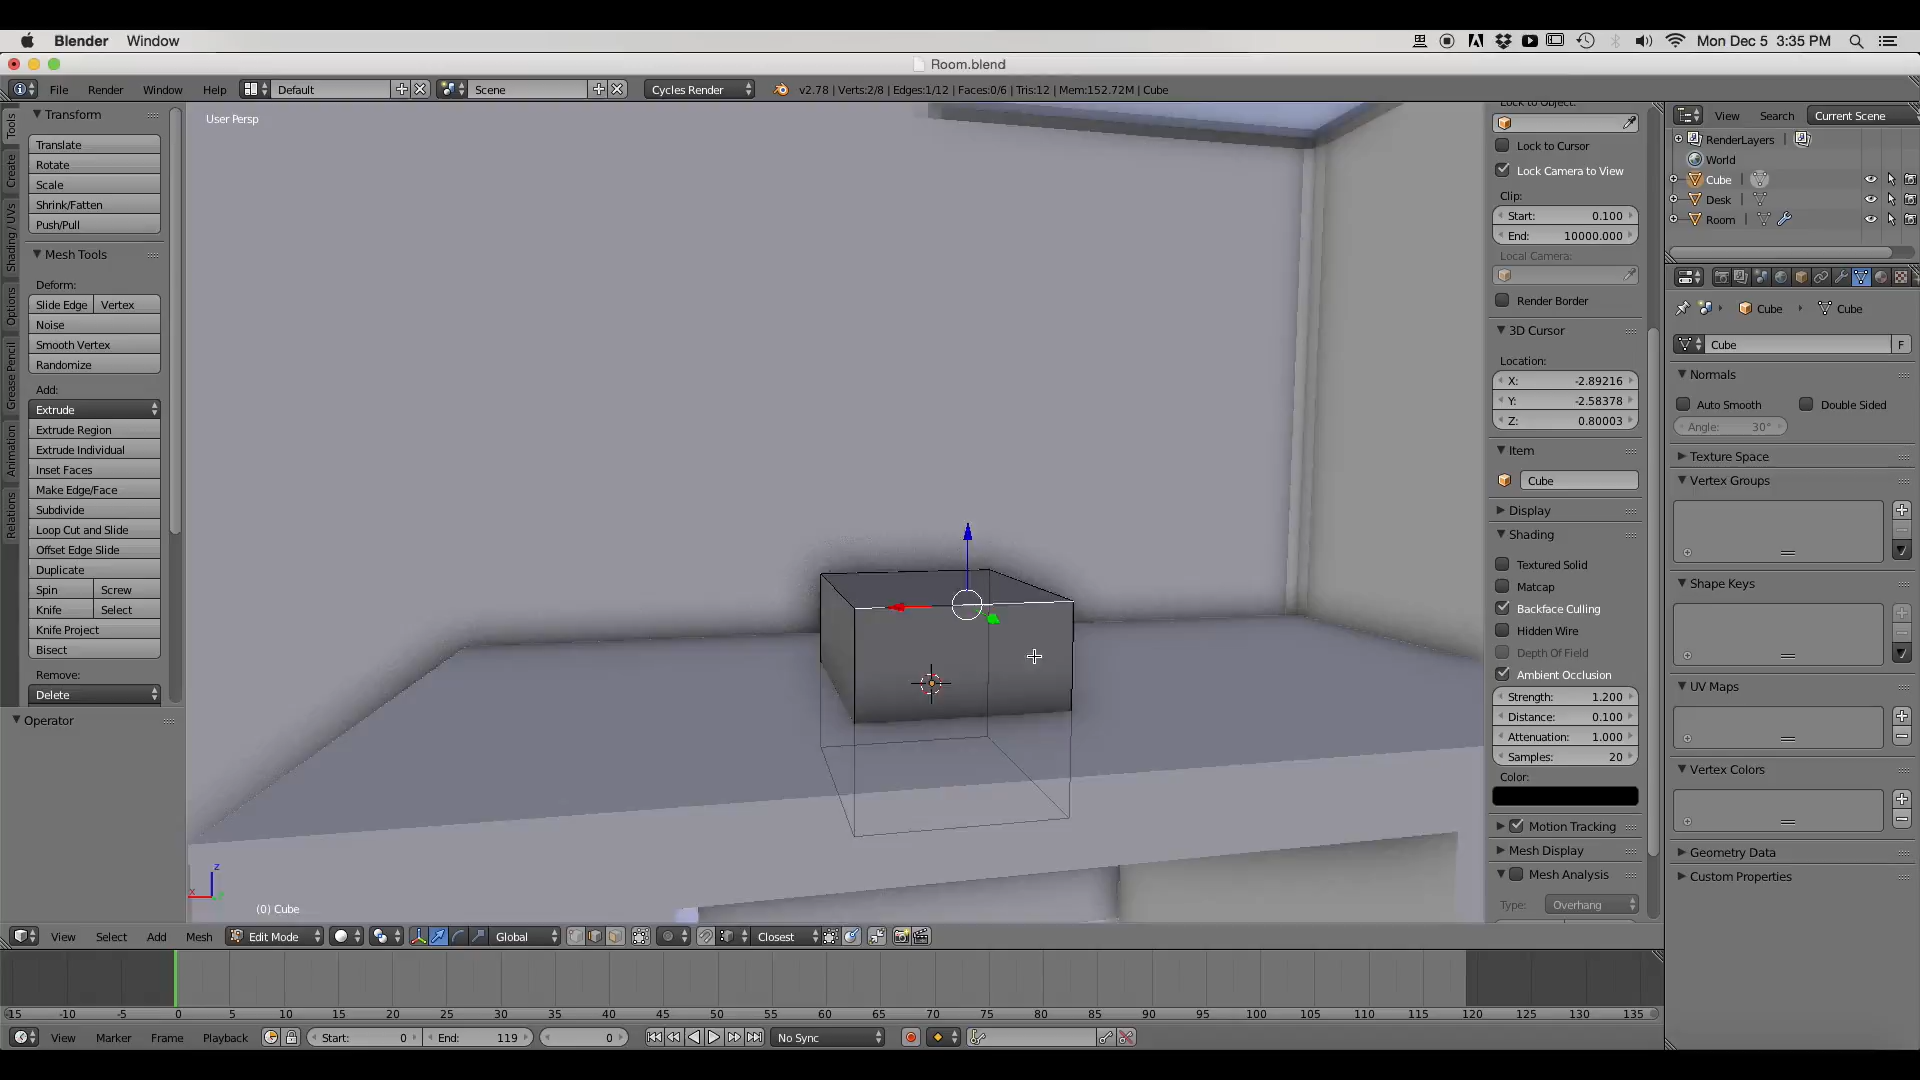 Blender Window Mon Dec 5 3:35 PM
Room.blend
File Render Window Help Default Scene Cycles Render v2.78 | Verts:2/8 | Edges:1/12 | Faces:0/6 | Tris:12 | Mem:152.72M | Cube
Tools
Create
Shading / UVs
Options
Grease Pencil
Animation
Relations
Transform
Translate
Rotate
Scale
Shrink/Fatten
Push/Pull
Mesh Tools
Deform:
Slide Edge Vertex
Noise
Smooth Vertex
Randomize
Add:
Extrude
Extrude Region
Extrude Individual
Inset Faces
Make Edge/Face
Subdivide
Loop Cut and Slide
Offset Edge Slide
Duplicate
Spin Screw
Knife Select
Knife Project
Bisect
Remove:
Delete
Operator
User Persp
z
x
(0) Cube
Lock to Object:
Lock to Cursor
Lock Camera to View
Clip:
Start: 0.100
End: 10000.000
Local Camera:
Render Border
3D Cursor
Location:
X: -2.89216
Y: -2.58378
Z: 0.80003
Item
Cube
Display
Shading
Textured Solid
Matcap
Backface Culling
Hidden Wire
Depth Of Field
Ambient Occlusion
Strength: 1.200
Distance: 0.100
Attenuation: 1.000
Samples: 20
Color:
Motion Tracking
Mesh Display
Mesh Analysis
Type: Overhang
View Search Current Scene
RenderLayers
World
Cube
Desk
Room
Cube Cube
Cube F
Normals
Auto Smooth Double Sided
Angle: 30°
Texture Space
Vertex Groups
Shape Keys
UV Maps
Vertex Colors
Geometry Data
Custom Properties
View Select Add Mesh Edit Mode Global Closest
-15 -10 -5 0 5 10 15 20 25 30 35 40 45 50 55 60 65 70 75 80 85 90 95 100 105 110 115 120 125 130 135
View Marker Frame Playback Start: 0 End: 119 0 No Sync